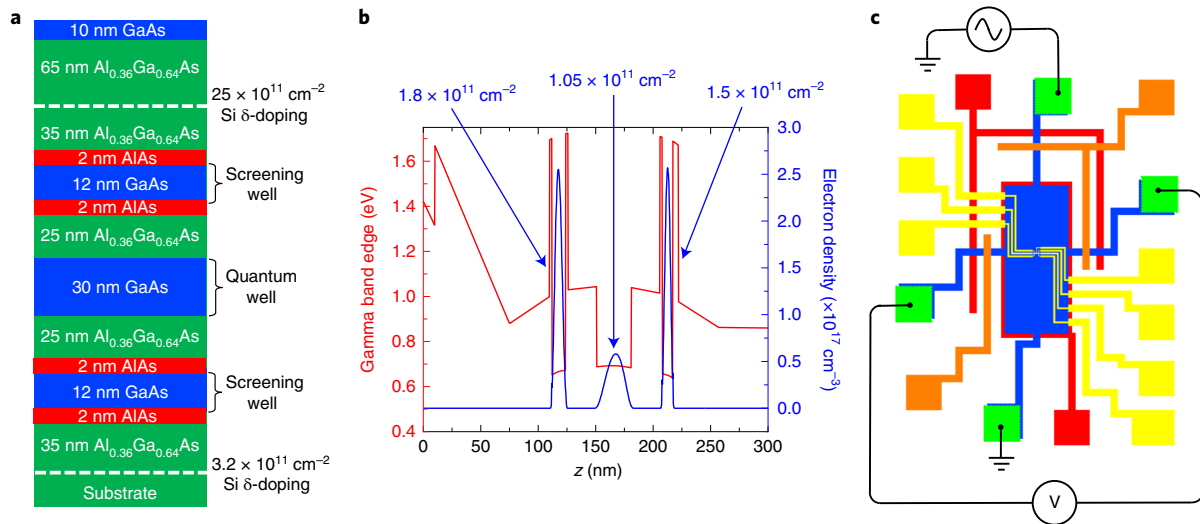 a
10 nm GaAs
65 nm Al0.36Ga0.64As
25 × 10^11 cm^−2
Si δ-doping
35 nm Al0.36Ga0.64As
2 nm AlAs
12 nm GaAs
Screening
well
2 nm AlAs
25 nm Al0.36Ga0.64As
30 nm GaAs
Quantum
well
25 nm Al0.36Ga0.64As
2 nm AlAs
12 nm GaAs
Screening
well
2 nm AlAs
35 nm Al0.36Ga0.64As
3.2 × 10^11 cm^−2
Si δ-doping
Substrate
b
1.05 × 10^11 cm^−2
1.8 × 10^11 cm^−2
1.5 × 10^11 cm^−2
Gamma band edge (eV)
1.6
1.4
1.2
1.0
0.8
0.6
0.4
0
50
75
100
150
200
250
300
z (nm)
3.0
2.5
2.0
1.5
1.0
0.5
0.0
Electron density (×10^17 cm^−3)
c
V